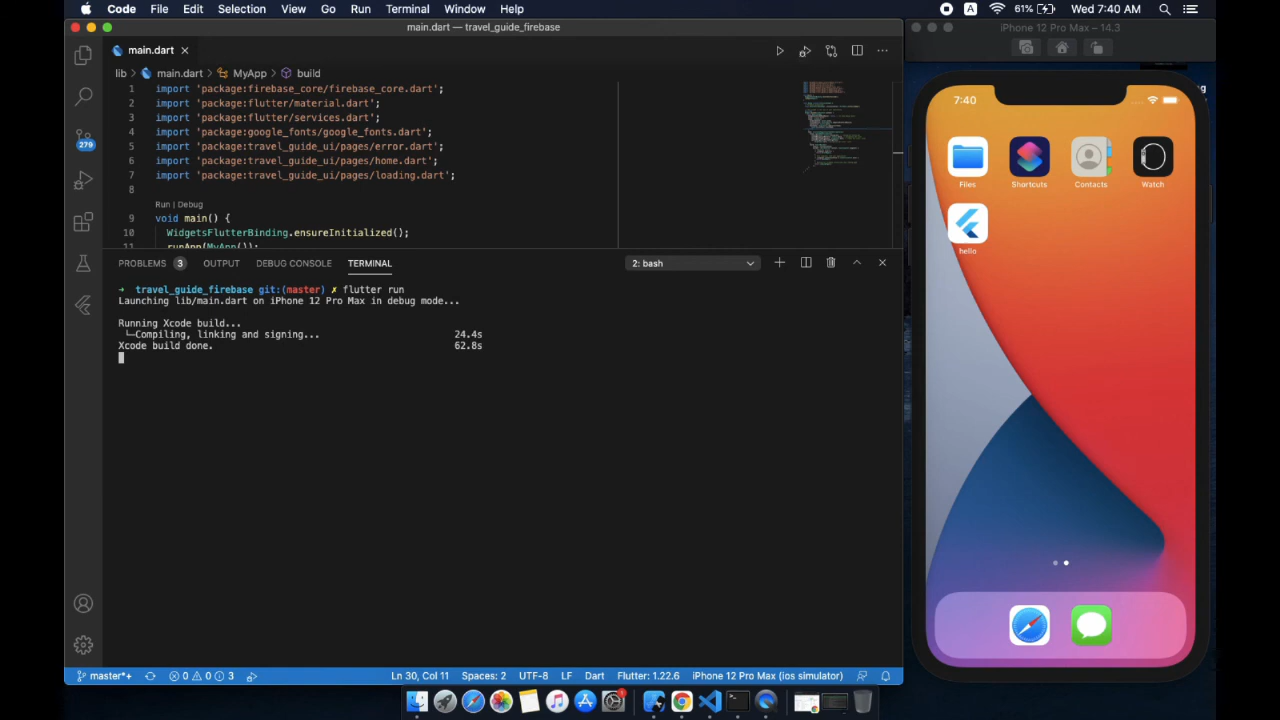 Code File Edit Selection View Go Run Terminal Window Help
A 61% Wed 7:40 AM
main.dart — travel_guide_firebase
iPhone 12 Pro Max – 14.3
main.dart
lib > main.dart > MyApp > build
1 import 'package:firebase_core/firebase_core.dart';
2 import 'package:flutter/material.dart';
3 import 'package:flutter/services.dart';
4 import 'package:google_fonts/google_fonts.dart';
5 import 'package:travel_guide_ui/pages/error.dart';
6 import 'package:travel_guide_ui/pages/home.dart';
7 import 'package:travel_guide_ui/pages/loading.dart';
8
Run | Debug
9 void main() {
10 WidgetsFlutterBinding.ensureInitialized();
11 runApp(MyApp());
279
PROBLEMS 3 OUTPUT DEBUG CONSOLE TERMINAL 2: bash
➜ travel_guide_firebase git:(master) ✗ flutter run
Launching lib/main.dart on iPhone 12 Pro Max in debug mode...
Running Xcode build...
└─Compiling, linking and signing... 24.4s
Xcode build done. 62.8s
master*+ 0 0 3 Ln 30, Col 11 Spaces: 2 UTF-8 LF Dart Flutter: 1.22.6 iPhone 12 Pro Max (ios simulator)
7:40
Files Shortcuts Contacts Watch
hello